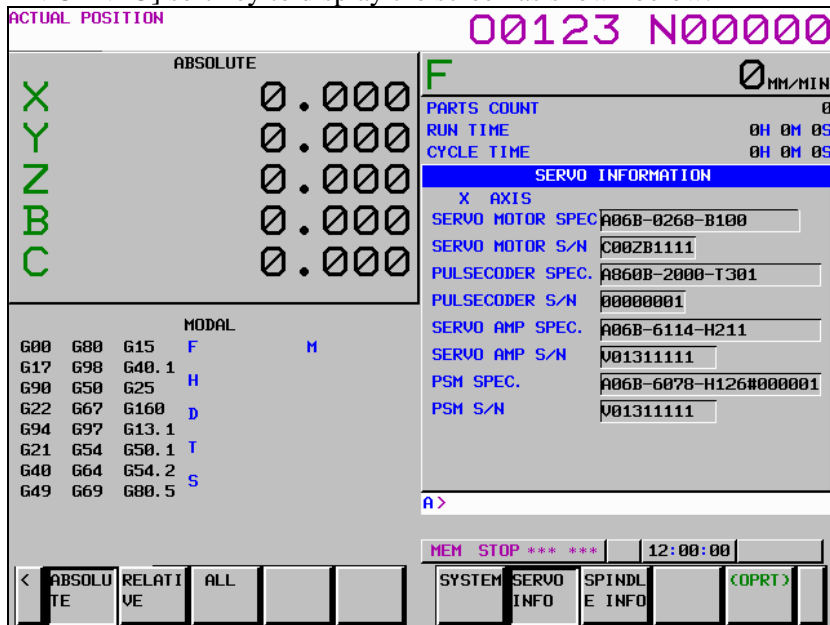 ACTUAL POSITION
O0123 N00000
ABSOLUTE
X 0.000
Y 0.000
Z 0.000
B 0.000
C 0.000
F 0 MM/MIN
PARTS COUNT 0
RUN TIME 0H 0M 0S
CYCLE TIME 0H 0M 0S
SERVO INFORMATION
X AXIS
SERVO MOTOR SPEC A06B-0268-B100
SERVO MOTOR S/N C00ZB1111
PULSECODER SPEC. A860B-2000-T301
PULSECODER S/N 00000001
SERVO AMP SPEC. A06B-6114-H211
SERVO AMP S/N V01311111
PSM SPEC. A06B-6078-H126#000001
PSM S/N V01311111
MODAL
G00 G80 G15 F M
G17 G98 G40.1
G90 G50 G25 H
G22 G67 G160 D
G94 G97 G13.1
G21 G54 G50.1 T
G40 G64 G54.2 S
G49 G69 G80.5
A>
MEM STOP *** *** 12:00:00
< ABSOLU RELATI ALL SYSTEM SERVO SPINDL (OPRT)
TE VE INFO E INFO